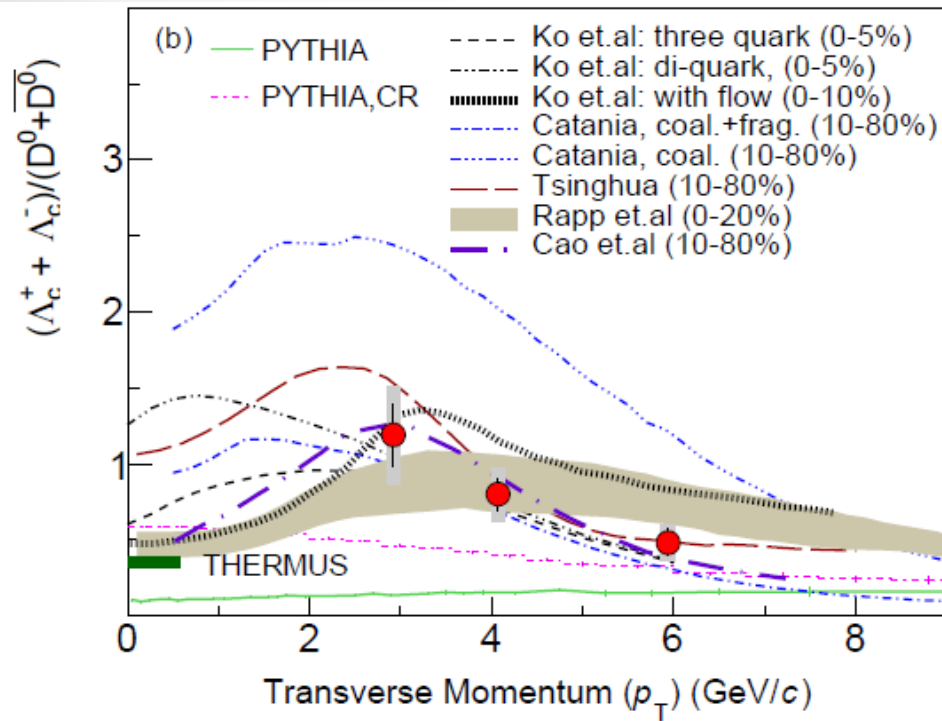 (b)
PYTHIA
PYTHIA,CR
Ko et.al: three quark (0-5%)
Ko et.al: di-quark, (0-5%)
Ko et.al: with flow (0-10%)
Catania, coal.+frag. (10-80%)
Catania, coal. (10-80%)
Tsinghua (10-80%)
Rapp et.al (0-20%)
Cao et.al (10-80%)
(Λc⁺ + Λc⁻)/(D⁰+D̅⁰)
3
2
1
THERMUS
0 2 4 6 8
Transverse Momentum (pT) (GeV/c)